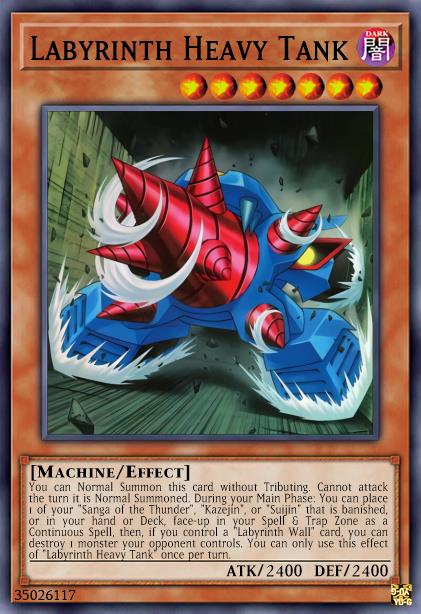 LABYRINTH HEAVY TANK
DARK
闇
[MACHINE/EFFECT]
You can Normal Summon this card without Tributing. Cannot attack
the turn it is Normal Summoned. During your Main Phase: You can place
1 of your "Sanga of the Thunder", "Kazejin", or "Suijin" that is banished,
or in your hand or Deck, face-up in your Spell & Trap Zone as a
Continuous Spell, then, if you control a "Labyrinth Wall" card, you can
destroy 1 monster your opponent controls. You can only use this effect
of "Labyrinth Heavy Tank" once per turn.
ATK/2400 DEF/2400
35026117